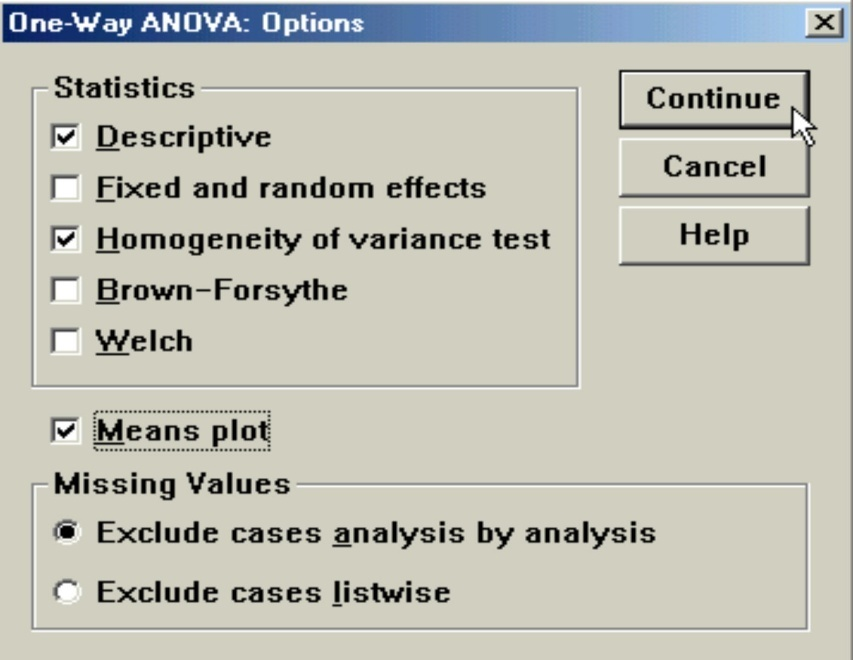 One-Way ANOVA: Options
Statistics
Descriptive
Fixed and random effects
Homogeneity of variance test
Brown-Forsythe
Welch
Means plot
Missing Values
Exclude cases analysis by analysis
Exclude cases listwise
Continue
Cancel
Help